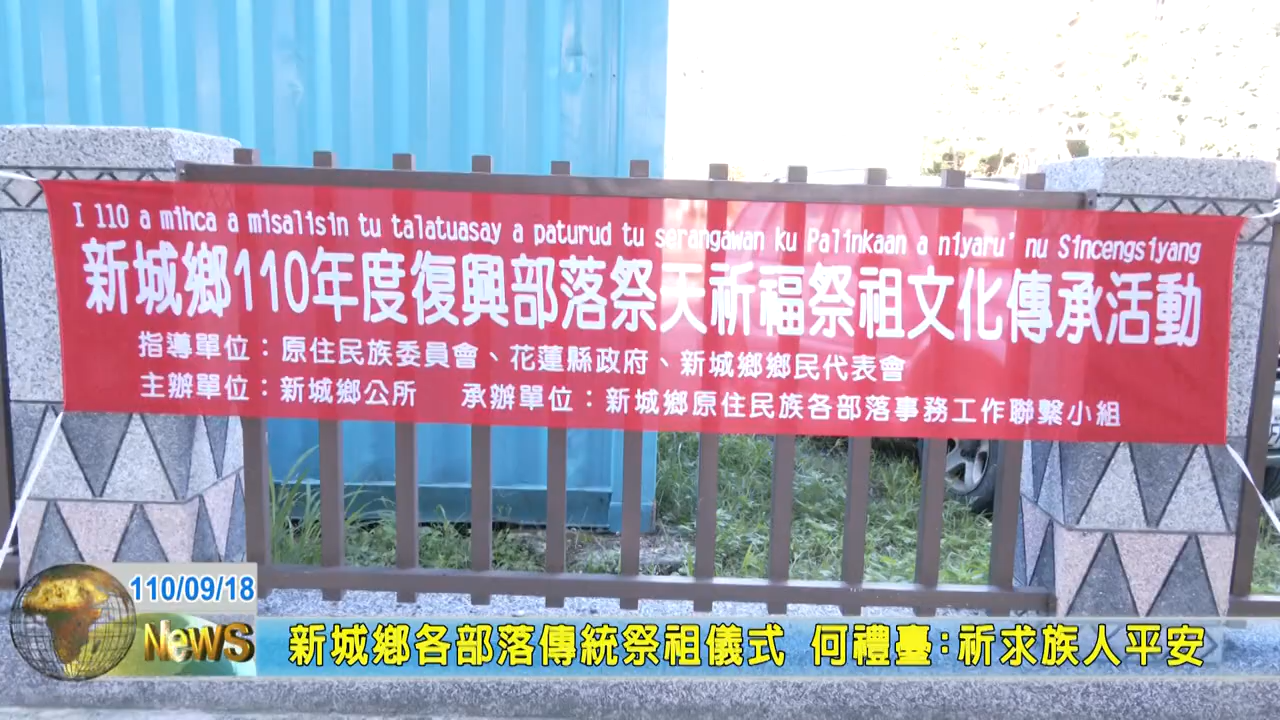 I 110 a mihca a misalisin tu talatuasay a paturud tu serangawan ku Palinkaan a niyaru' nu Sincengsiyang
新城鄉110年度復興部落祭天祈福祭祖文化傳承活動
指導單位：原住民族委員會、花蓮縣政府、新城鄉鄉民代表會
主辦單位：新城鄉公所 承辦單位：新城鄉原住民族各部落事務工作聯繫小組
110/09/18
NewS
新城鄉各部落傳統祭祖儀式 何禮臺:祈求族人平安